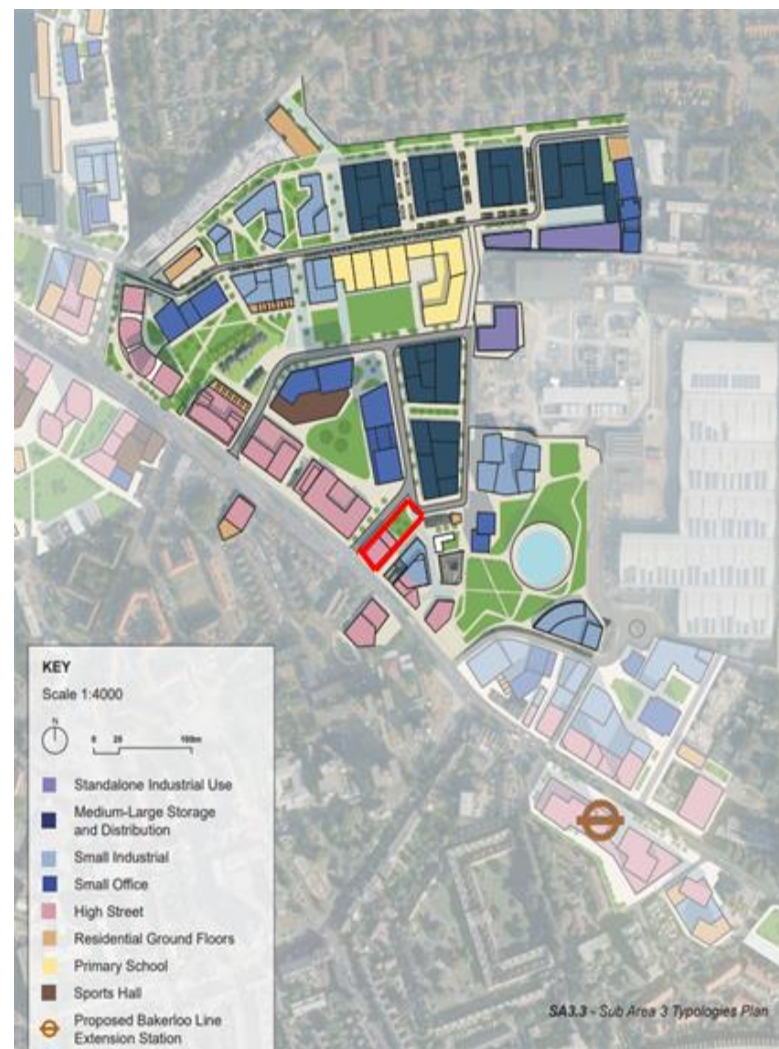 KEY
Scale 1:4000
N
0 20 100m
Standalone Industrial Use
Medium-Large Storage
and Distribution
Small Industrial
Small Office
High Street
Residential Ground Floors
Primary School
Sports Hall
Proposed Bakerloo Line
Extension Station
SA3.3 - Sub Area 3 Typologies Plan